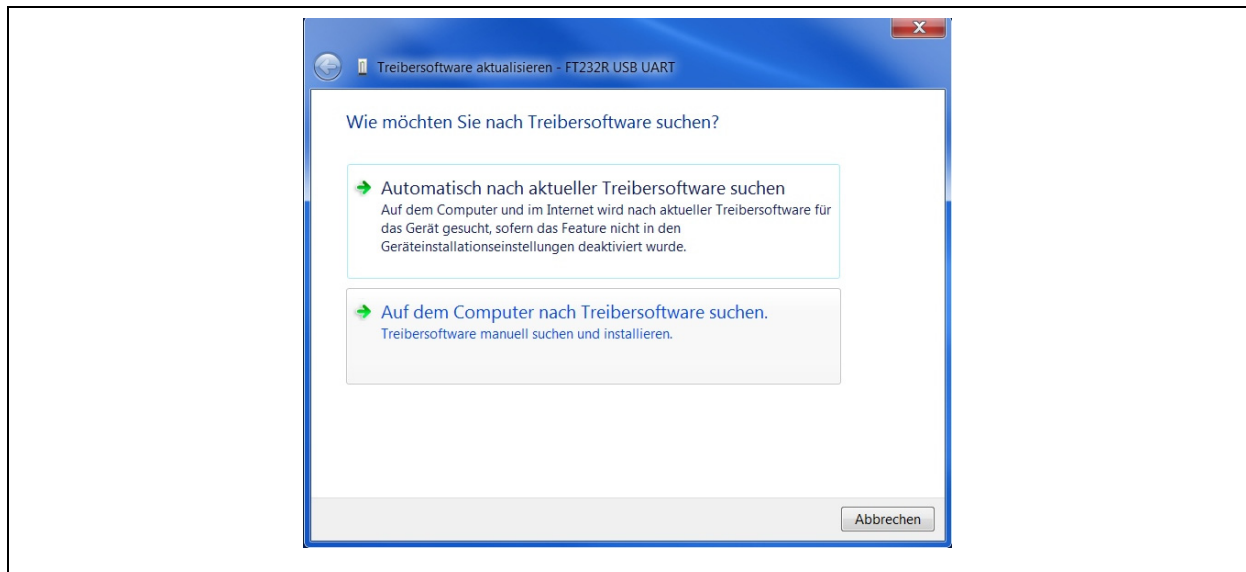 X
Treibersoftware aktualisieren - FT232R USB UART
Wie möchten Sie nach Treibersoftware suchen?
Automatisch nach aktueller Treibersoftware suchen
Auf dem Computer und im Internet wird nach aktueller Treibersoftware für
das Gerät gesucht, sofern das Feature nicht in den
Geräteinstallationseinstellungen deaktiviert wurde.
Auf dem Computer nach Treibersoftware suchen.
Treibersoftware manuell suchen und installieren.
Abbrechen